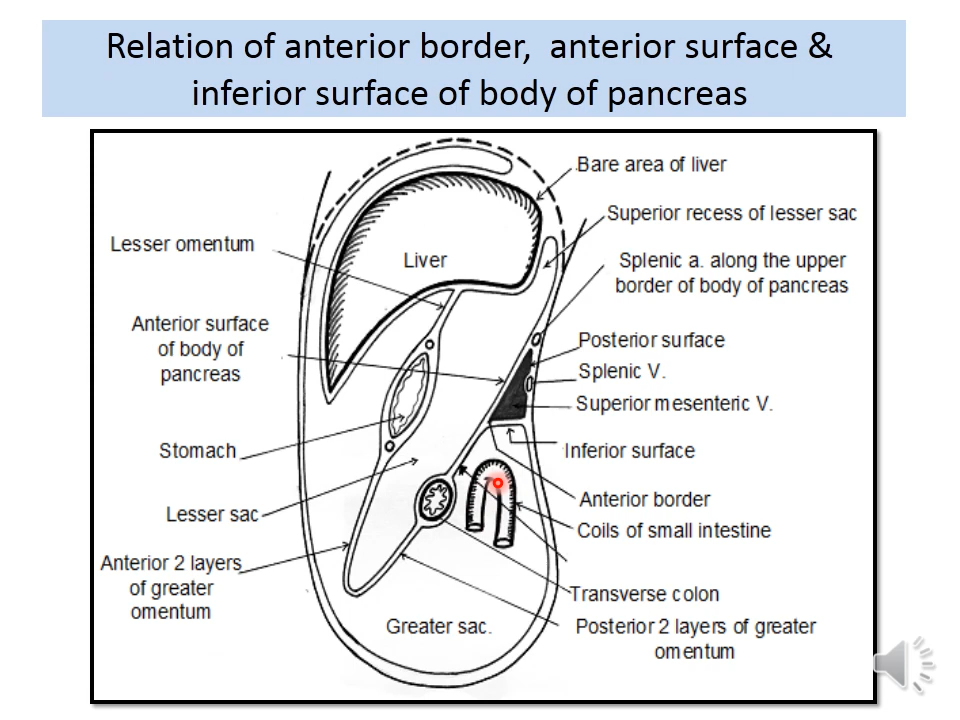 Relation of anterior border, anterior surface &
inferior surface of body of pancreas
Bare area of liver
Superior recess of lesser sac
Lesser omentum
Liver
Splenic a. along the upper
border of body of pancreas
Anterior surface
of body of
pancreas
Posterior surface
Splenic V.
Superior mesenteric V.
Stomach
Inferior surface
Anterior border
Lesser sac
Coils of small intestine
Anterior 2 layers
of greater
omentum
Transverse colon
Greater sac.
Posterior 2 layers of greater
omentum